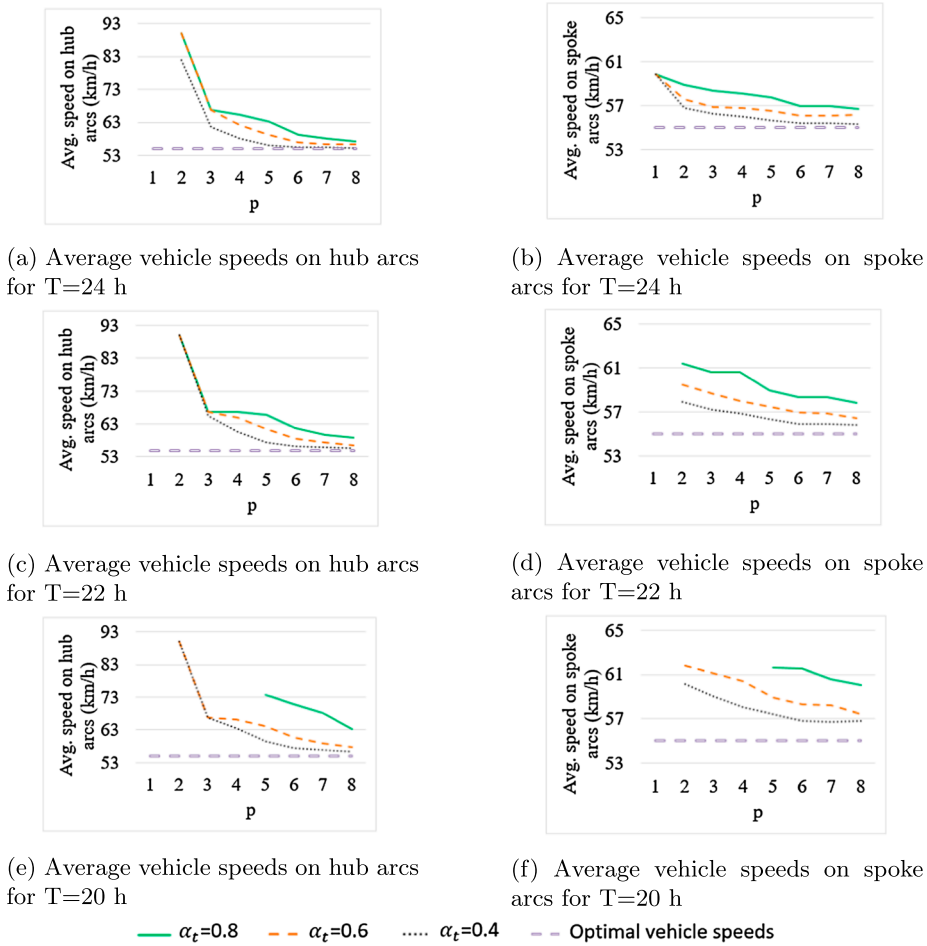 93
83
73
63
53
Avg. speed on hub
arcs (km/h)
1 2 3 4 5 6 7 8
p
65
61
57
53
Avg. speed on spoke
arcs (km/h)
1 2 3 4 5 6 7 8
p
(a) Average vehicle speeds on hub arcs
for T=24 h
(b) Average vehicle speeds on spoke
arcs for T=24 h
93
83
73
63
53
Avg. speed on hub
arcs (km/h)
1 2 3 4 5 6 7 8
p
65
61
57
53
Avg. speed on spoke
arcs (km/h)
1 2 3 4 5 6 7 8
p
(c) Average vehicle speeds on hub arcs
for T=22 h
(d) Average vehicle speeds on spoke
arcs for T=22 h
93
83
73
63
53
Avg. speed on hub
arcs (km/h)
1 2 3 4 5 6 7 8
p
65
61
57
53
Avg. speed on spoke
arcs (km/h)
1 2 3 4 5 6 7 8
p
(e) Average vehicle speeds on hub arcs
for T=20 h
(f) Average vehicle speeds on spoke
arcs for T=20 h
αt=0.8 αt=0.6 αt=0.4 Optimal vehicle speeds